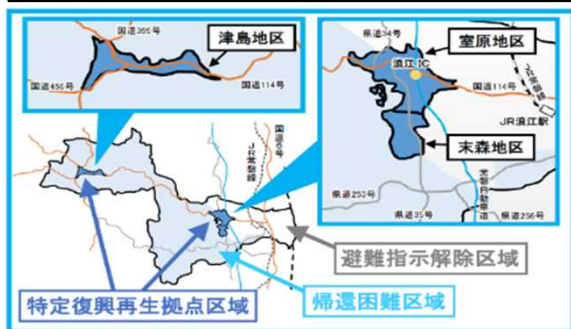 国道399号
津島地区
国道459号
国道114号
県道34号
室原地区
浪江IC
国道114号
JR浪江駅
末森地区
県道253号
県道35号
常磐自動車道
県道256号
国道6号
JR常磐線
避難指示解除区域
特定復興再生拠点区域
帰還困難区域